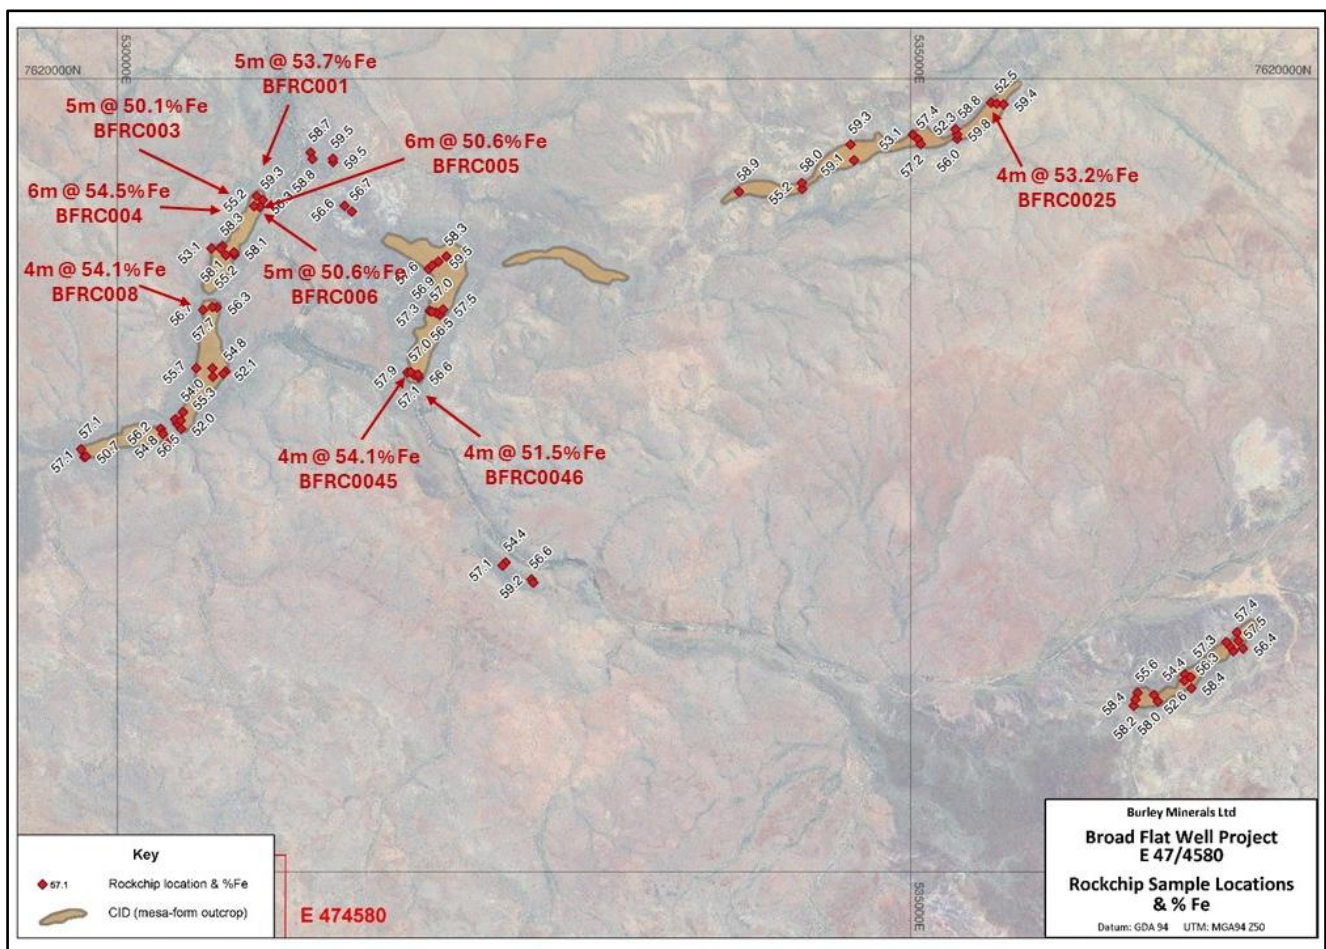 530000E
535000E
7620000N
7620000N
5m @ 53.7%Fe
BFRC001
5m @ 50.1%Fe
BFRC003
6m @ 50.6%Fe
BFRC005
6m @ 54.5%Fe
BFRC004
4m @ 54.1%Fe
BFRC008
5m @ 50.6%Fe
BFRC006
4m @ 53.2%Fe
BFRC0025
4m @ 54.1%Fe
BFRC0045
4m @ 51.5%Fe
BFRC0046
58.7
59.5
59.5
55.2
59.3
58.8
56.7
56.6
58.3
53.1
58.1
55.2
58.1
56.7
57.7
56.3
55.7
54.8
52.1
54.0
55.3
52.0
56.2
54.8
56.5
57.1
57.1
50.7
58.3
59.5
57.6
56.9
57.0
57.3
56.5
57.5
57.0
57.9
57.1
56.6
54.4
57.1
56.6
59.2
58.9
55.2
58.0
59.1
59.3
53.1
57.4
57.2
52.3
56.0
58.8
59.8
52.5
59.4
57.4
57.5
56.4
57.3
56.3
54.4
58.4
55.6
52.6
58.4
58.2
58.0
Key
57.1
Rockchip location & %Fe
CID (mesa-form outcrop)
E 474580
535000E
Burley Minerals Ltd
Broad Flat Well Project
E 47/4580
Rockchip Sample Locations
& % Fe
Datum: GDA 94 UTM: MGA94 Z50